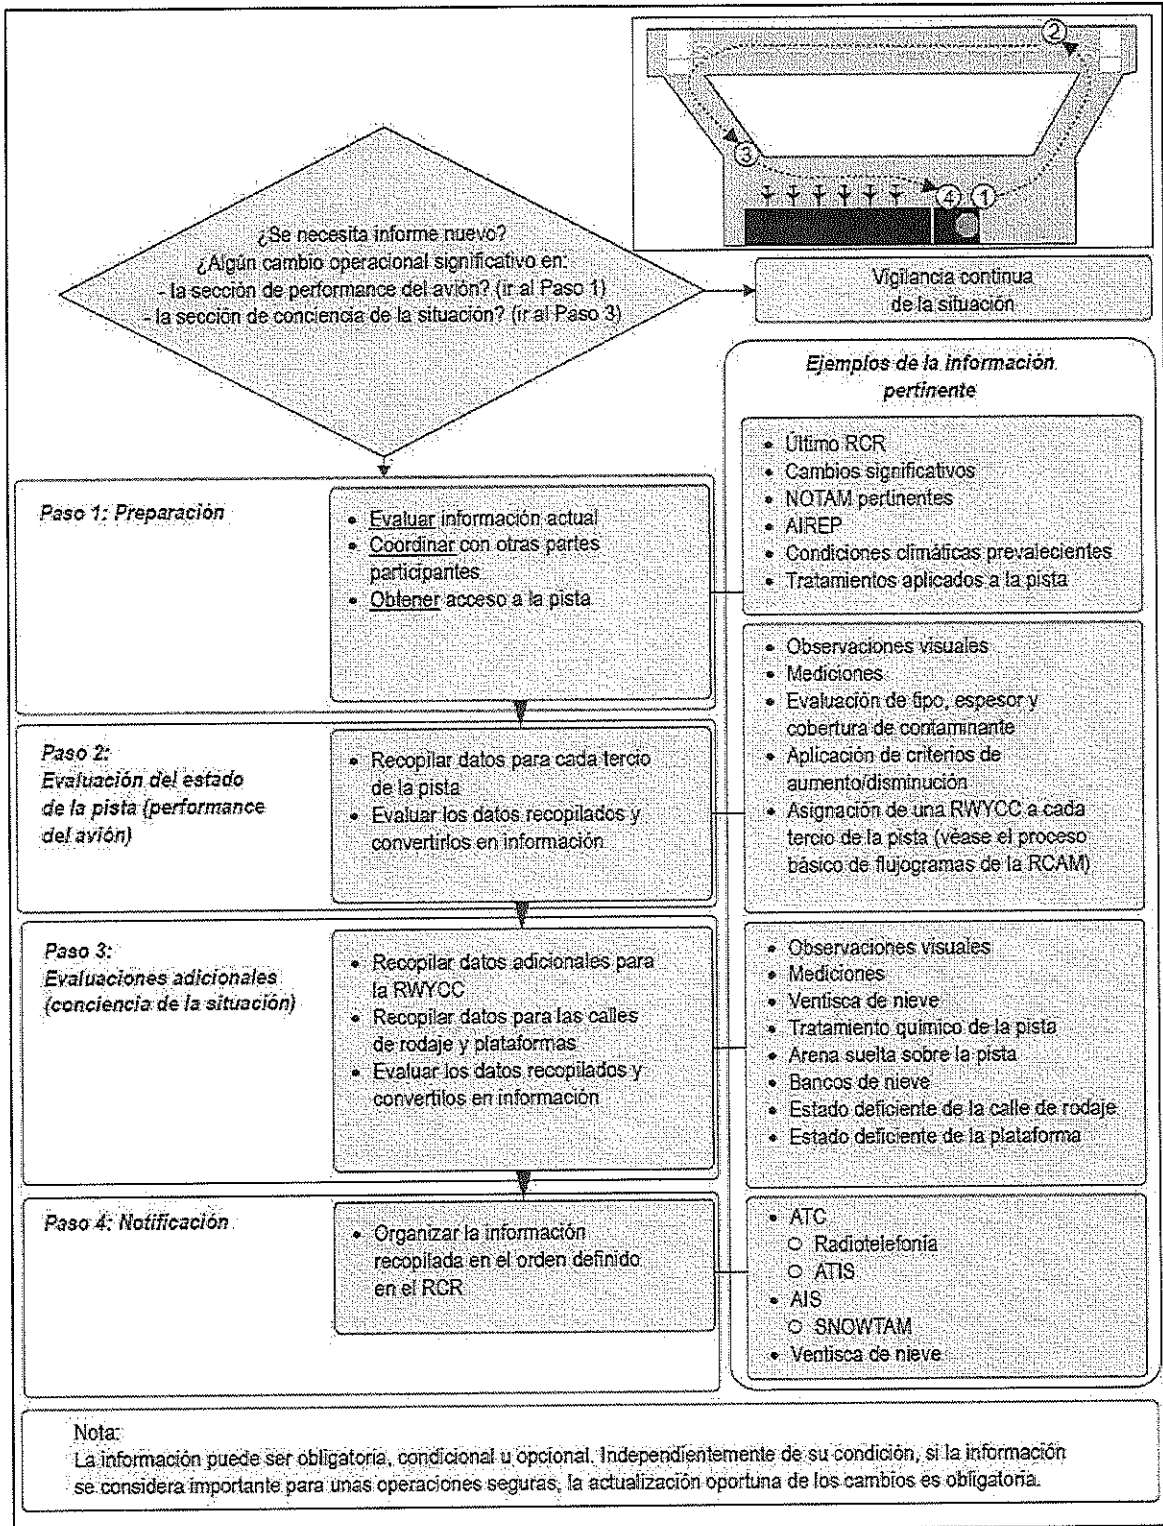 2
3
4
1
¿Se necesita informe nuevo?
¿Algún cambio operacional significativo en:
- la sección de performance del avión? (ir al Paso 1)
- la sección de conciencia de la situación? (ir al Paso 3)
Vigilancia continua
de la situación
Ejemplos de la información
pertinente
Paso 1: Preparación
• Evaluar información actual
• Coordinar con otras partes
participantes
• Obtener acceso a la pista
• Último RCR
• Cambios significativos
• NOTAM pertinentes
• AIREP
• Condiciones climáticas prevalecientes
• Tratamientos aplicados a la pista
Paso 2:
Evaluación del estado
de la pista (performance
del avión)
• Recopilar datos para cada tercio
de la pista
• Evaluar los datos recopilados y
convertirlos en información
• Observaciones visuales
• Mediciones
• Evaluación de tipo, espesor y
cobertura de contaminante
• Aplicación de criterios de
aumento/disminución
• Asignación de una RWYCC a cada
tercio de la pista (véase el proceso
básico de flujogramas de la RCAM)
Paso 3:
Evaluaciones adicionales
(conciencia de la situación)
• Recopilar datos adicionales para
la RWYCC
• Recopilar datos para las calles
de rodaje y plataformas
• Evaluar los datos recopilados y
convertilos en información
• Observaciones visuales
• Mediciones
• Ventisca de nieve
• Tratamiento químico de la pista
• Arena suelta sobre la pista
• Bancos de nieve
• Estado deficiente de la calle de rodaje
• Estado deficiente de la plataforma
Paso 4: Notificación
• Organizar la información
recopilada en el orden definido
en el RCR
• ATC
○ Radiotelefonía
○ ATIS
• AIS
○ SNOWTAM
• Ventisca de nieve
Nota:
La información puede ser obligatoria, condicional u opcional. Independientemente de su condición, si la información
se considera importante para unas operaciones seguras, la actualización oportuna de los cambios es obligatoria.